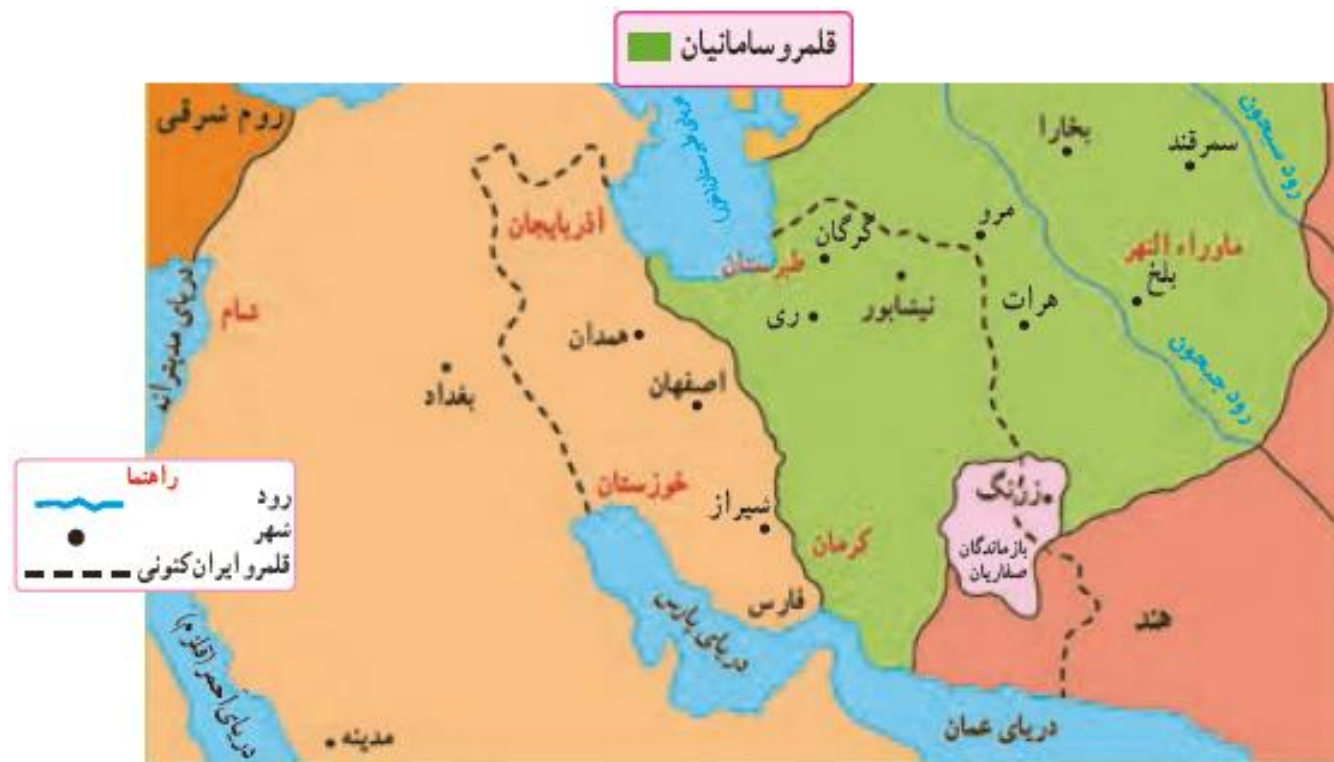 قلمرو سامانیان
روم شرقی
رود سیحون
بخارا
سمرقند
آذربایجان
گرگان
مرو
ماوراء النهر
طبرستان
بلخ
نیشابور
هرات
ری
شام
دریای مدیترانه
همدان
رود جیحون
اصفهان
بغداد
خوزستان
شیراز
کرمان
زرنگ
بازماندگان
صفاریان
راهنما
رود
شهر
قلمرو ایران کنونی
فارس
دریای پارس
هند
دریای احمر (قلزم)
دریای عمان
مدینه